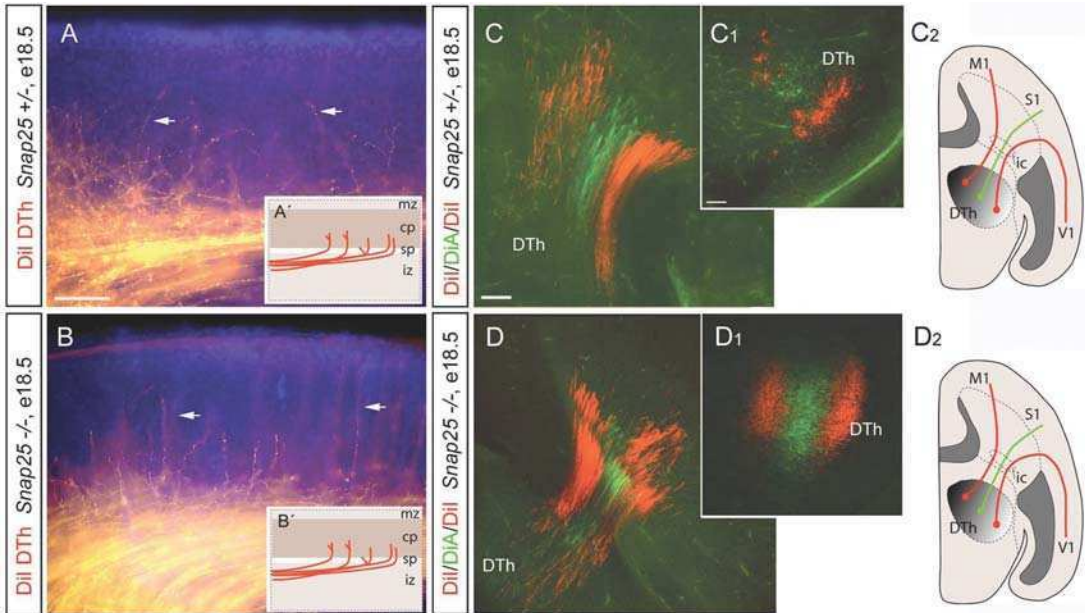 DiI DTh Snap25 +/-, e18.5
A
A´
mz
cp
sp
iz
DiI/DiA/DiI Snap25 +/-, e18.5
C
DTh
C1
DTh
C2
M1
S1
ic
DTh
V1
DiI DTh Snap25 -/-, e18.5
B
B´
mz
cp
sp
iz
DiI/DiA/DiI Snap25 -/-, e18.5
D
DTh
D1
DTh
D2
M1
S1
ic
DTh
V1